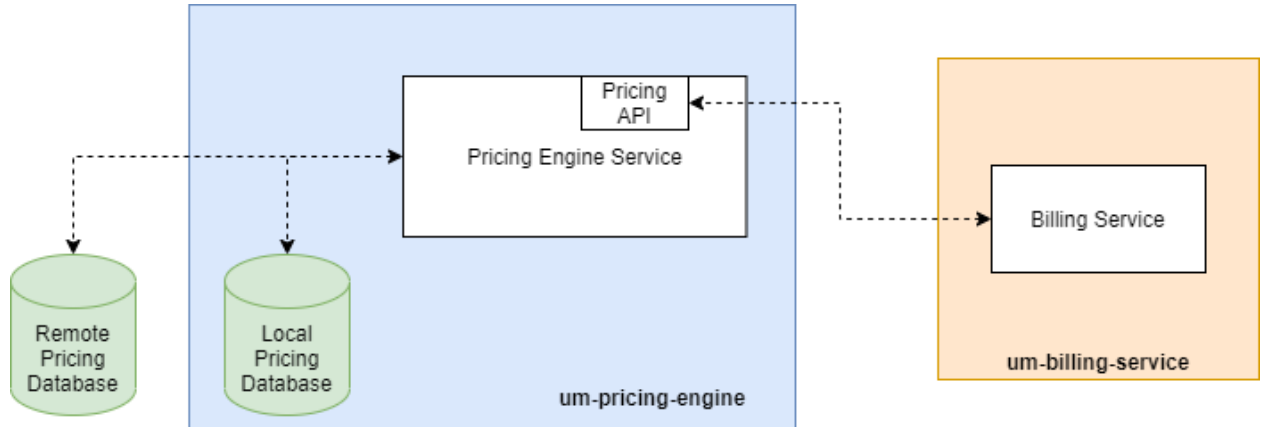 Pricing
API
Pricing Engine Service
Billing Service
Remote
Pricing
Database
Local
Pricing
Database
um-billing-service
um-pricing-engine